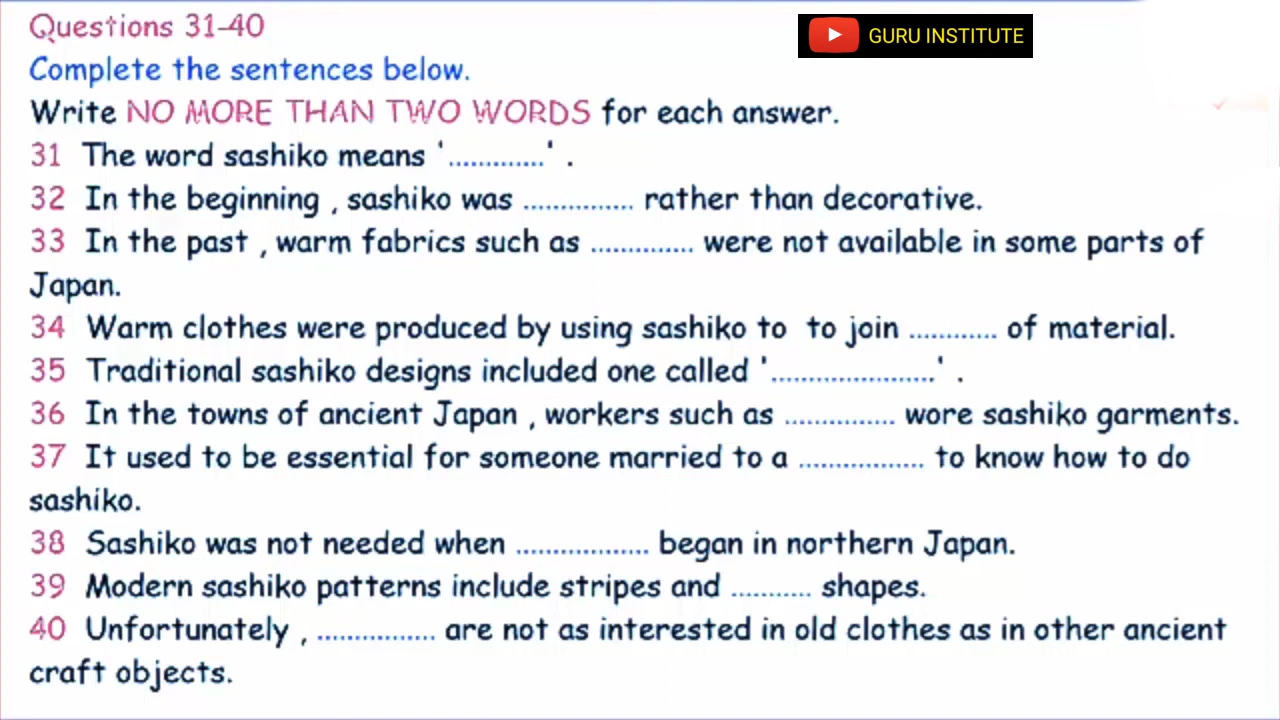 Questions 31-40
GURU INSTITUTE
Complete the sentences below.
Write NO MORE THAN TWO WORDS for each answer.
31 The word sashiko means '.............' .
32 In the beginning , sashiko was ............... rather than decorative.
33 In the past , warm fabrics such as .............. were not available in some parts of
Japan.
34 Warm clothes were produced by using sashiko to to join ............ of material.
35 Traditional sashiko designs included one called '......................' .
36 In the towns of ancient Japan , workers such as ............... wore sashiko garments.
37 It used to be essential for someone married to a ................. to know how to do
sashiko.
38 Sashiko was not needed when .................. began in northern Japan.
39 Modern sashiko patterns include stripes and ........... shapes.
40 Unfortunately , ................ are not as interested in old clothes as in other ancient
craft objects.